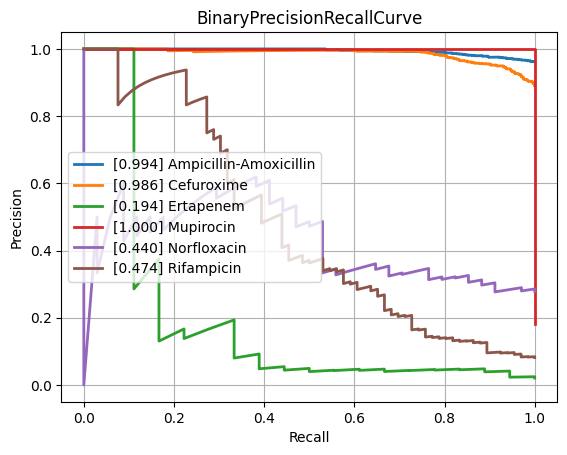 BinaryPrecisionRecallCurve
1.0
0.8
0.6
0.4
0.2
0.0
Precision
[0.994] Ampicillin-Amoxicillin
[0.986] Cefuroxime
[0.194] Ertapenem
[1.000] Mupirocin
[0.440] Norfloxacin
[0.474] Rifampicin
0.0 0.2 0.4 0.6 0.8 1.0
Recall